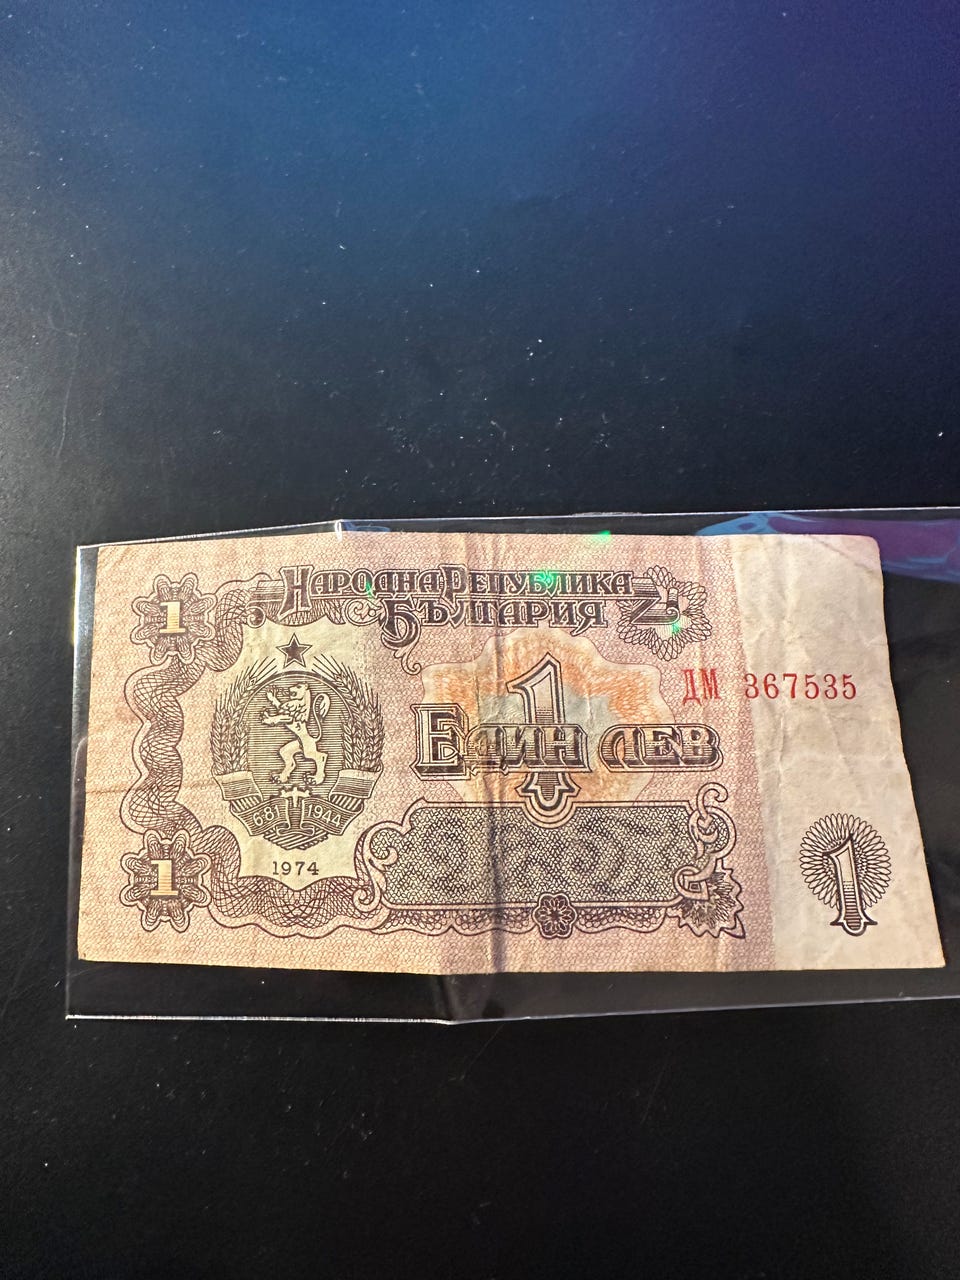 1
НАРОДНА РЕПУБЛИКА
БЪЛГАРИЯ
ДМ 367535
1
ЕДИН ЛЕВ
681 1944
1974
1
1